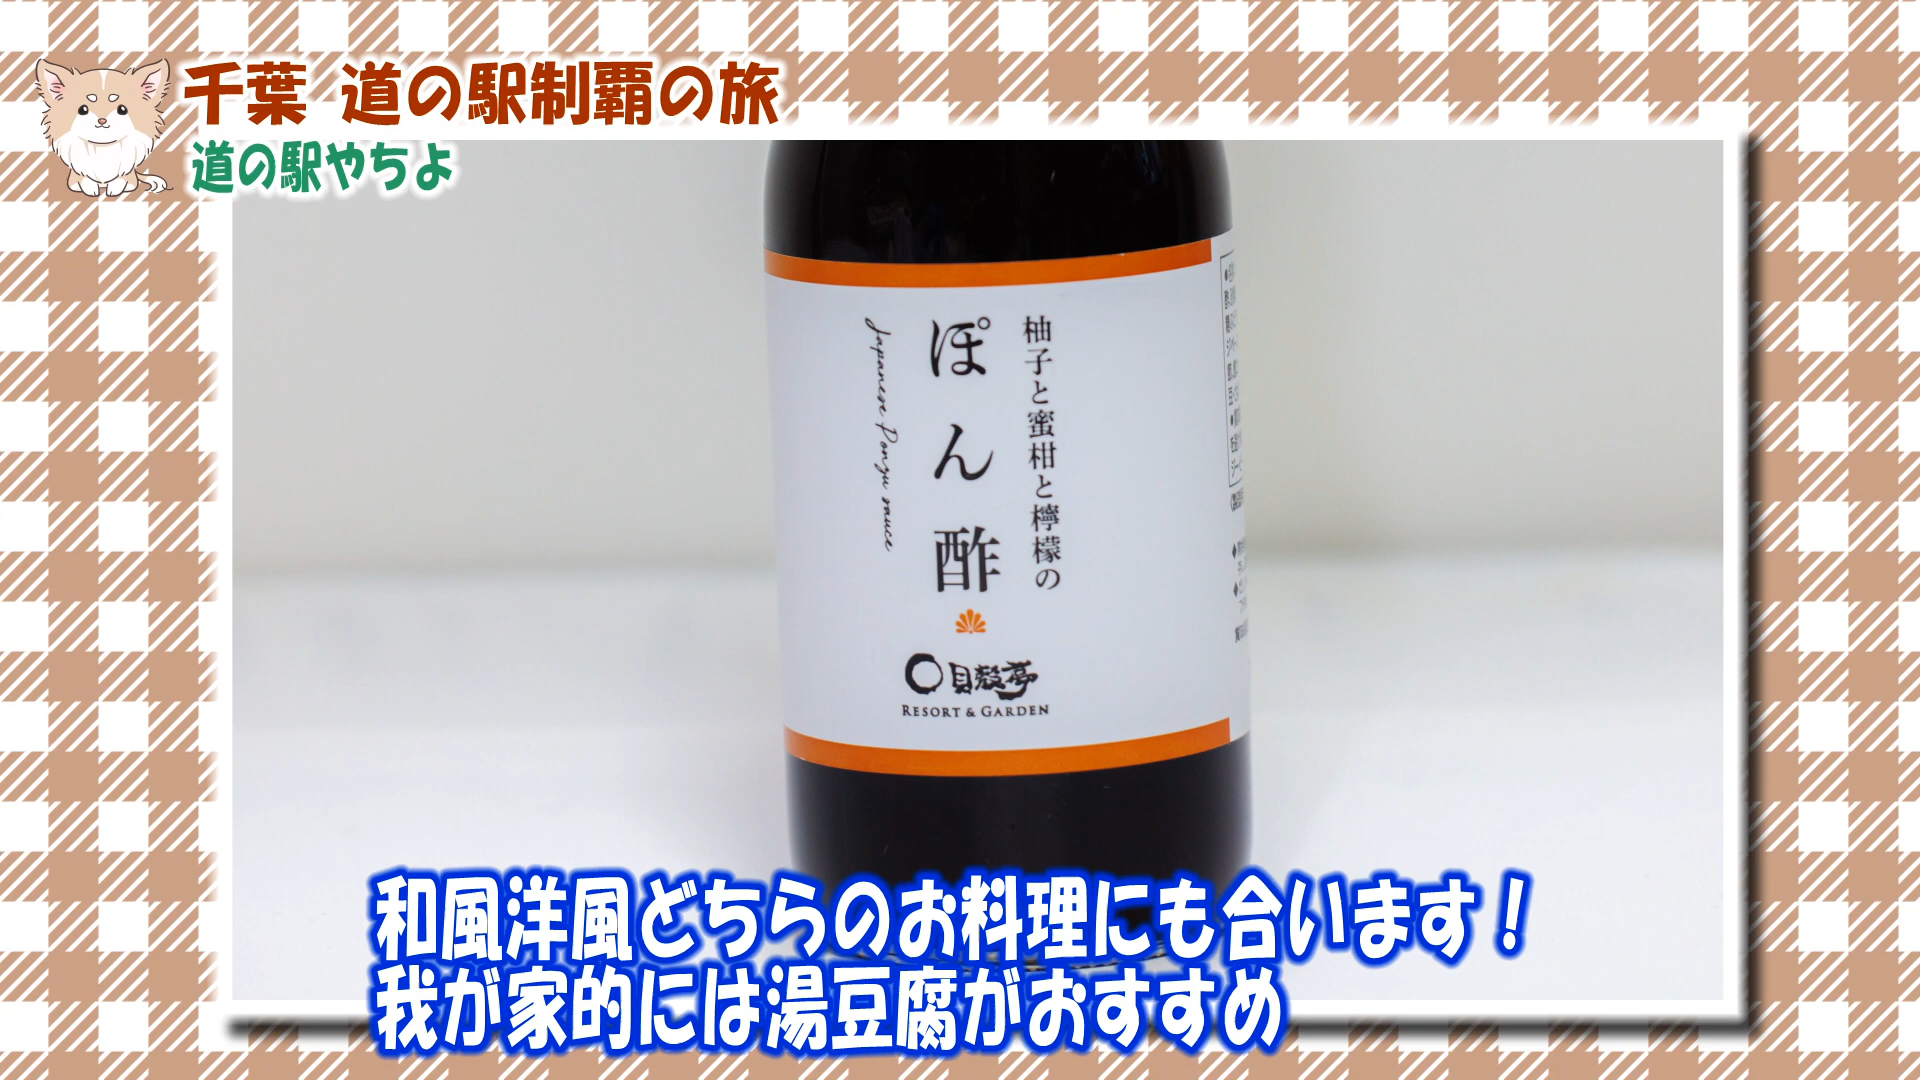 千葉 道の駅制覇の旅
道の駅やちよ
柚子と蜜柑と檸檬の
ぽん酢
Japanese Ponzu sauce
貝殻亭
RESORT & GARDEN
和風洋風どちらのお料理にも合います！
我が家的には湯豆腐がおすすめ